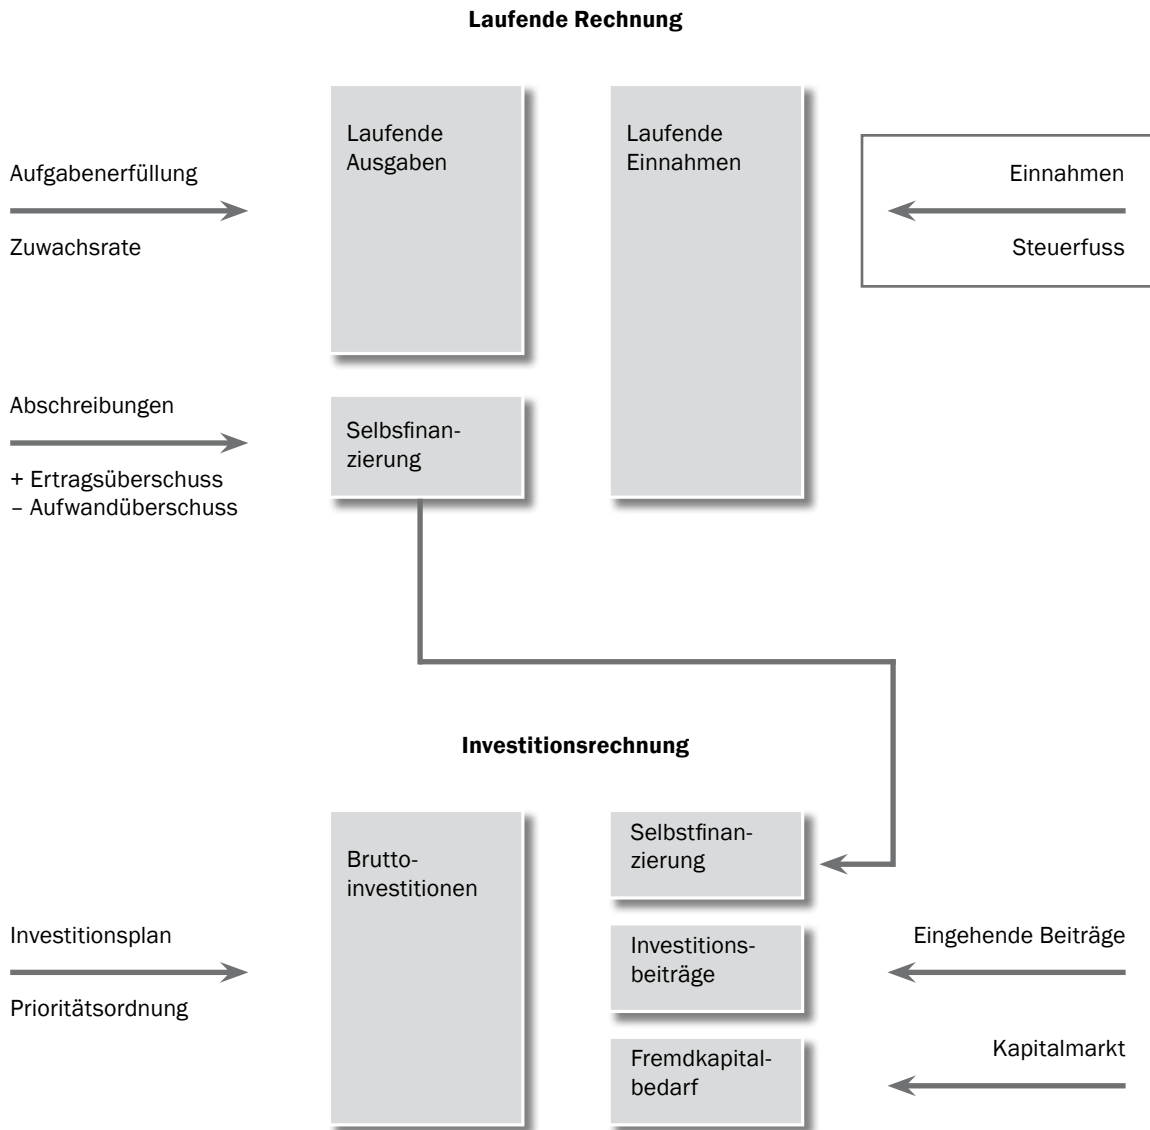 Laufende Rechnung
Laufende
Ausgaben
Laufende
Einnahmen
Aufgabenerfüllung
Zuwachsrate
Einnahmen
Steuerfuss
Abschreibungen
+ Ertragsüberschuss
– Aufwandüberschuss
Selbsfinan-
zierung
Investitionsrechnung
Brutto-
investitionen
Selbstfinan-
zierung
Investitionsplan
Prioritätsordnung
Investitions-
beiträge
Eingehende Beiträge
Fremdkapital-
bedarf
Kapitalmarkt